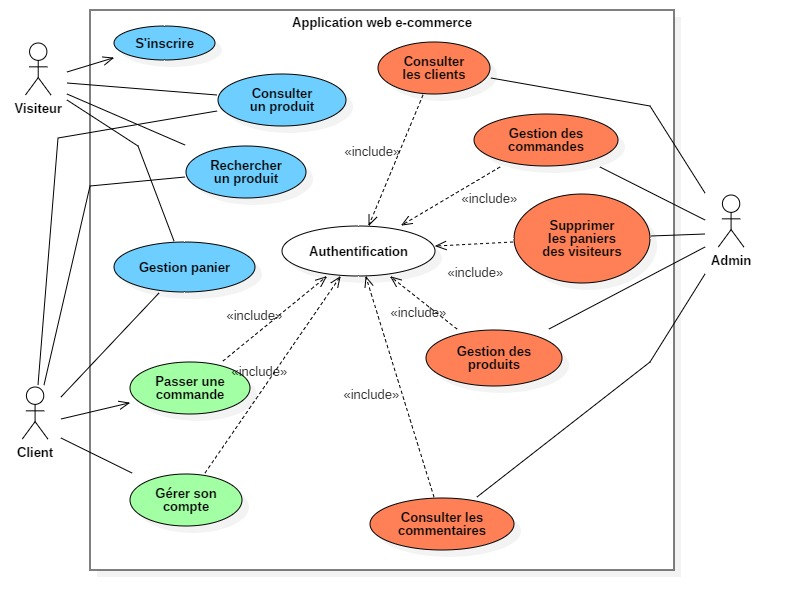 Application web e-commerce
S'inscrire
Visiteur
Consulter
un produit
Rechercher
un produit
Gestion panier
Passer une
commande
Gérer son
compte
Client
Authentification
Consulter
les clients
Gestion des
commandes
Supprimer
les paniers
des visiteurs
Gestion des
produits
Consulter les
commentaires
Admin
«include»
«include»
«include»
«include»
«include»
«include»
«include»